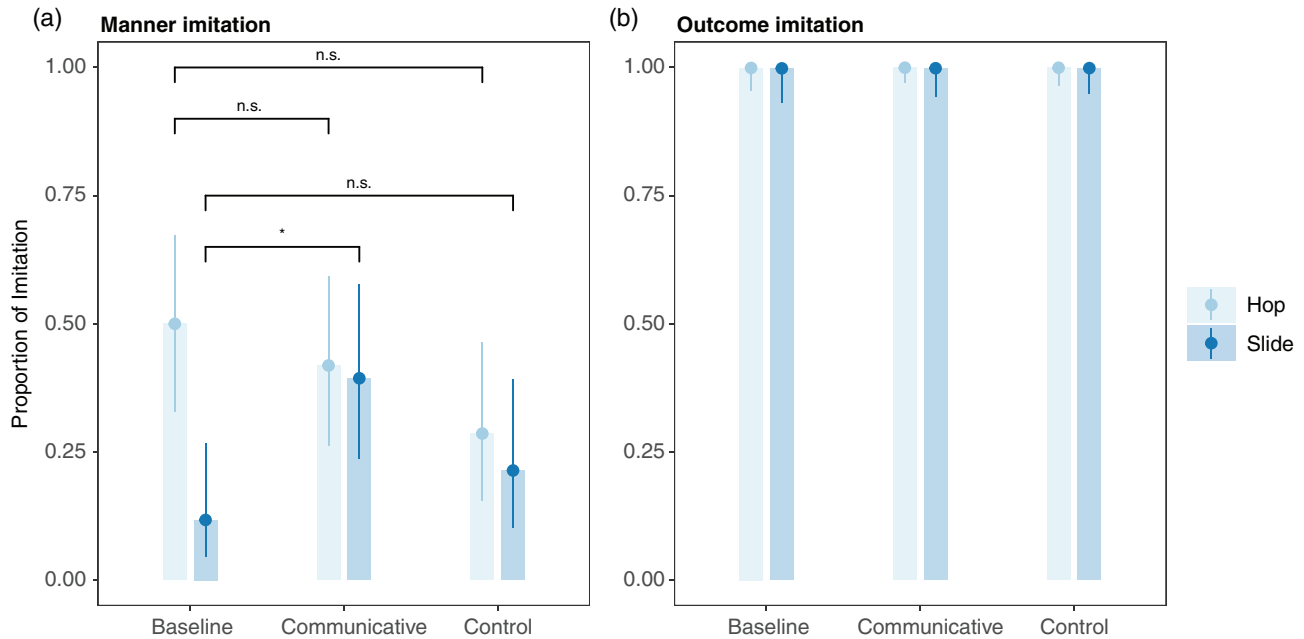 (a)
Manner imitation
(b)
Outcome imitation
1.00
0.75
0.50
0.25
0.00
Proportion of Imitation
n.s.
n.s.
n.s.
*
Baseline
Communicative
Control
1.00
0.75
0.50
0.25
0.00
Baseline
Communicative
Control
Hop
Slide